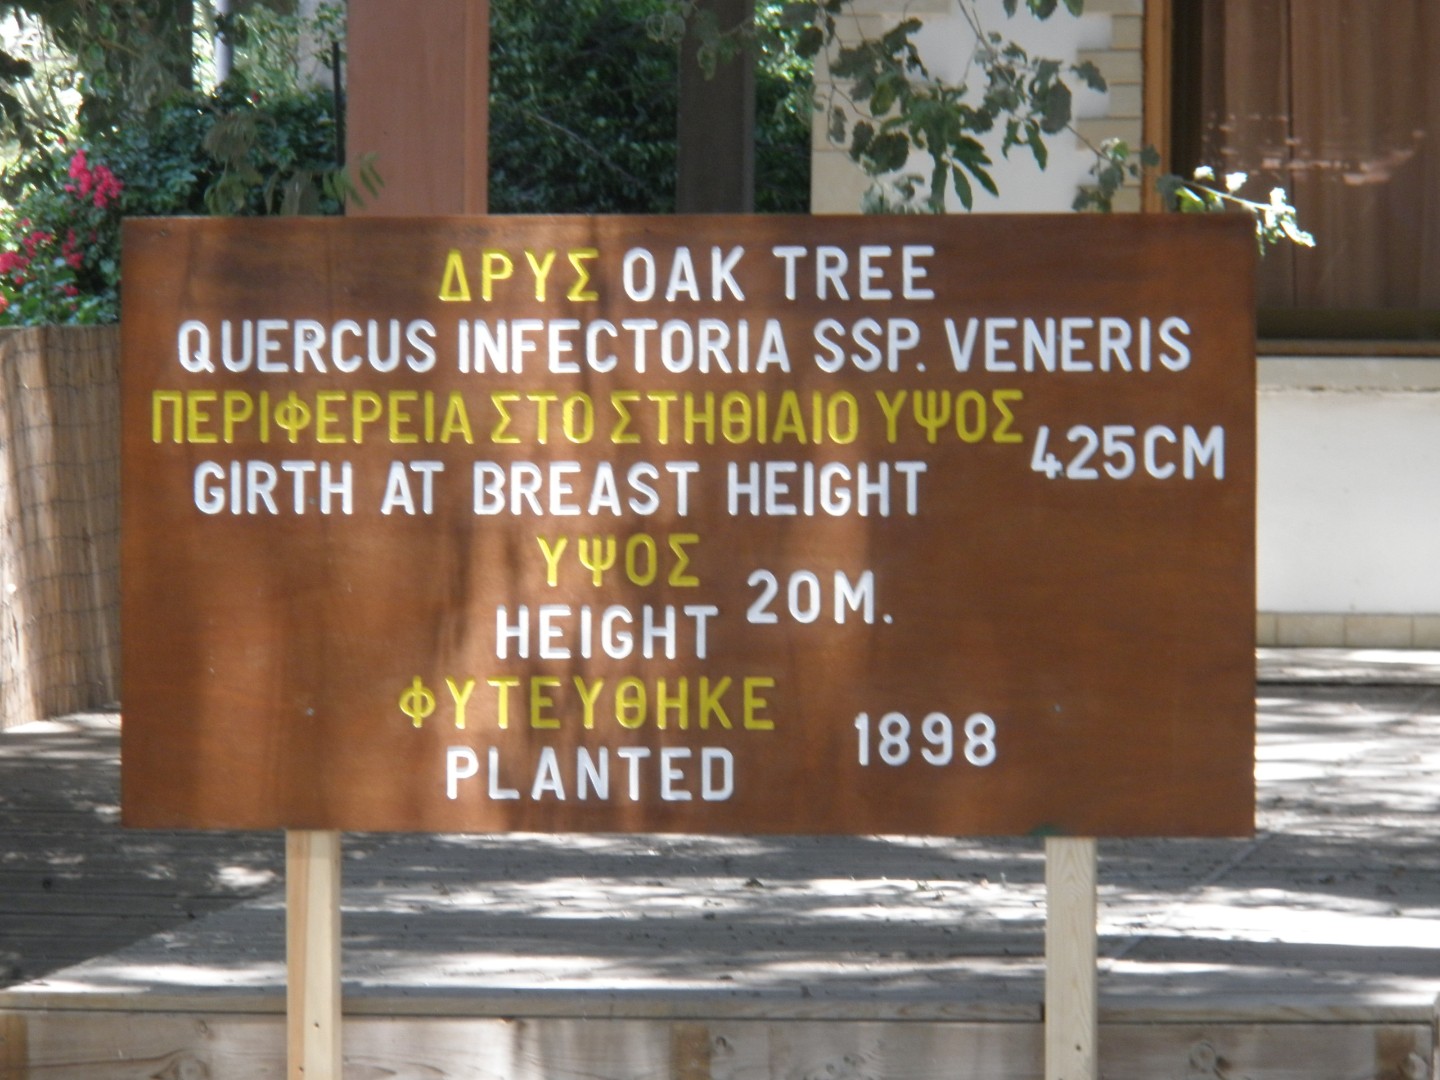 ΔΡΥΣ OAK TREE
QUERCUS INFECTORIA SSP. VENERIS
ΠΕΡΙΦΕΡΕΙΑ ΣΤΟ ΣΤΗΘΙΑΙΟ ΥΨΟΣ
425CM
GIRTH AT BREAST HEIGHT
ΥΨΟΣ
20M.
HEIGHT
ΦΥΤΕΥΘΗΚΕ
1898
PLANTED